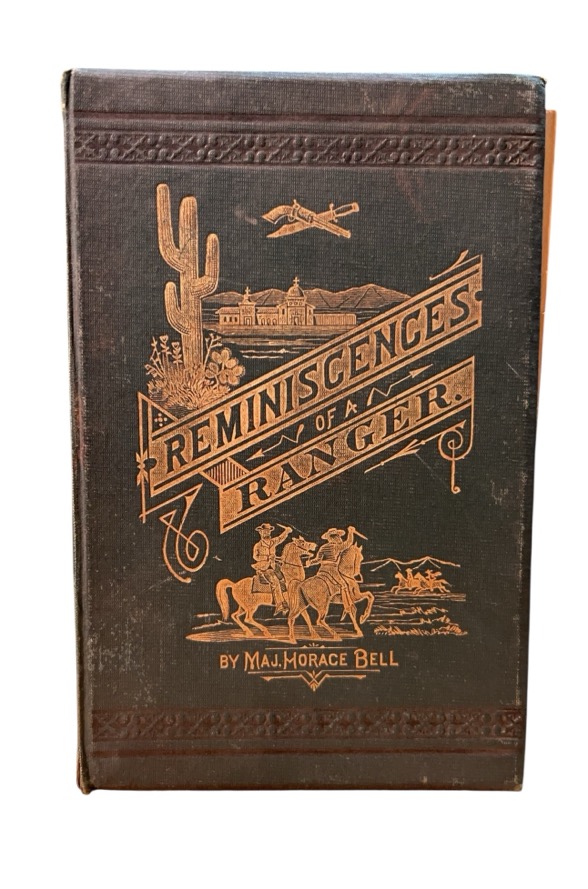 REMINISCENCES
OF A
RANGER.
BY MAJ. HORACE BELL